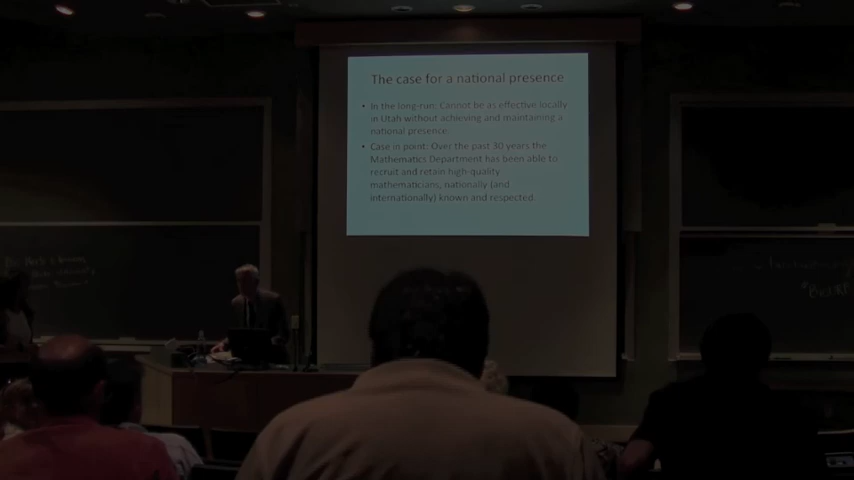 The case for a national presence
• In the long-run: Cannot be as effective locally
in Utah without achieving and maintaining a
national presence.
• Case in point: Over the past 30 years the
Mathematics Department has been able to
recruit and retain high-quality
mathematicians, nationally (and
internationally) known and respected.